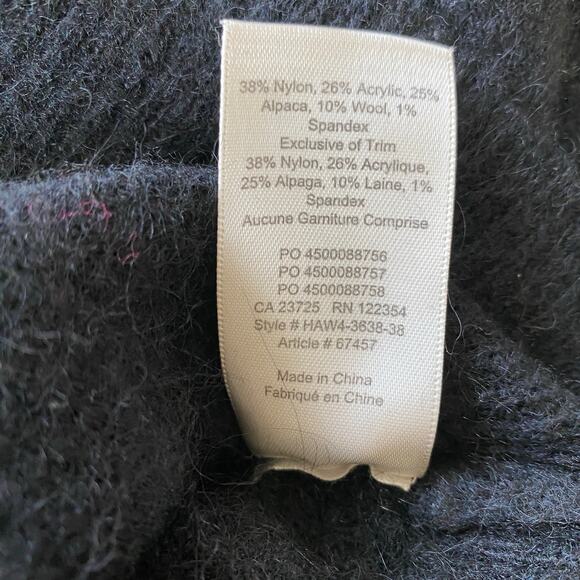 38% Nylon, 26% Acrylic, 25%
Alpaca, 10% Wool, 1%
Spandex
Exclusive of Trim
38% Nylon, 26% Acrylique,
25% Alpaga, 10% Laine, 1%
Spandex
Aucune Garniture Comprise
PO 4500088756
PO 4500088757
PO 4500088758
CA 23725 RN 122354
Style # HAW4-3638-38
Article # 67457
Made in China
Fabriqué en Chine